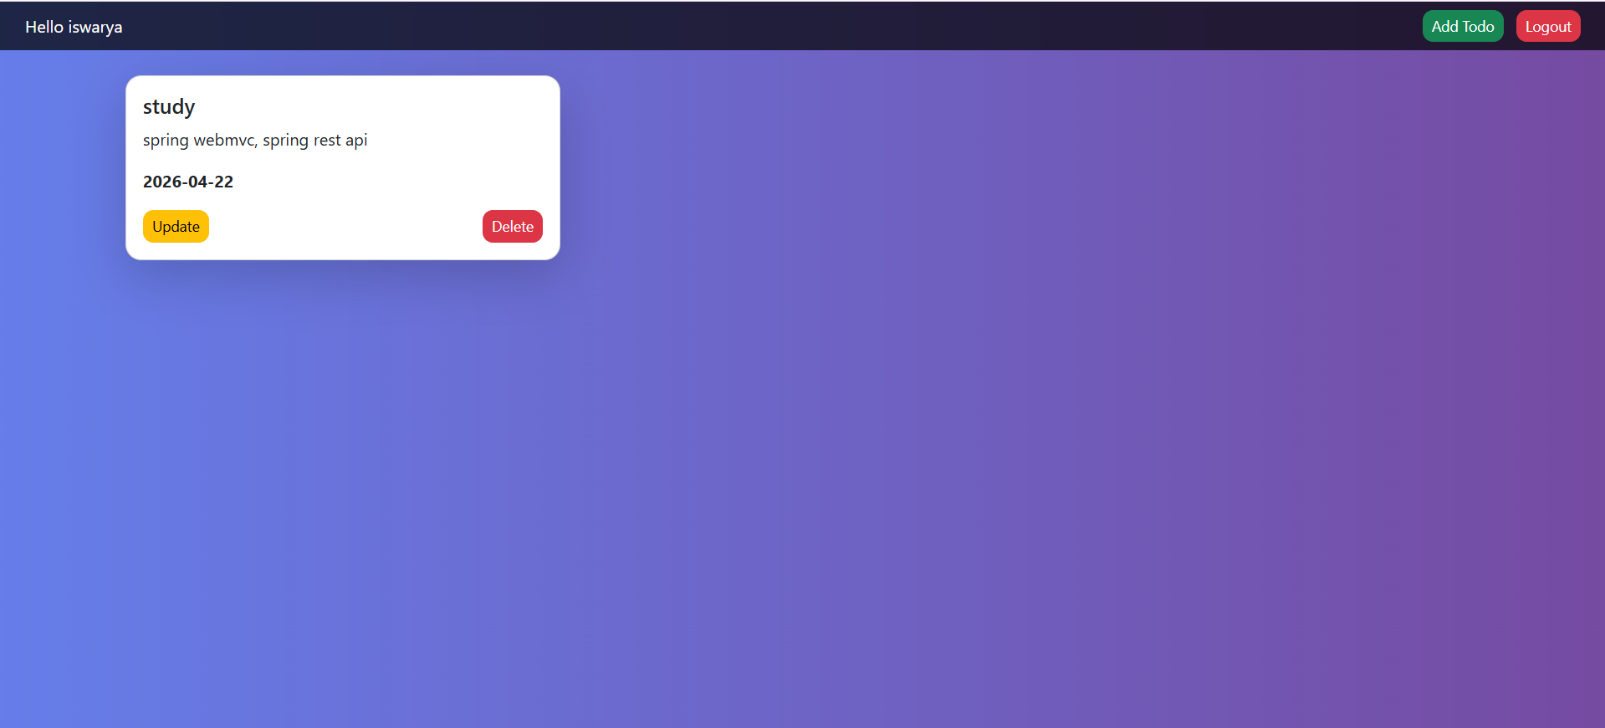 Hello iswarya
Add Todo
Logout
study
spring webmvc, spring rest api
2026-04-22
Update
Delete